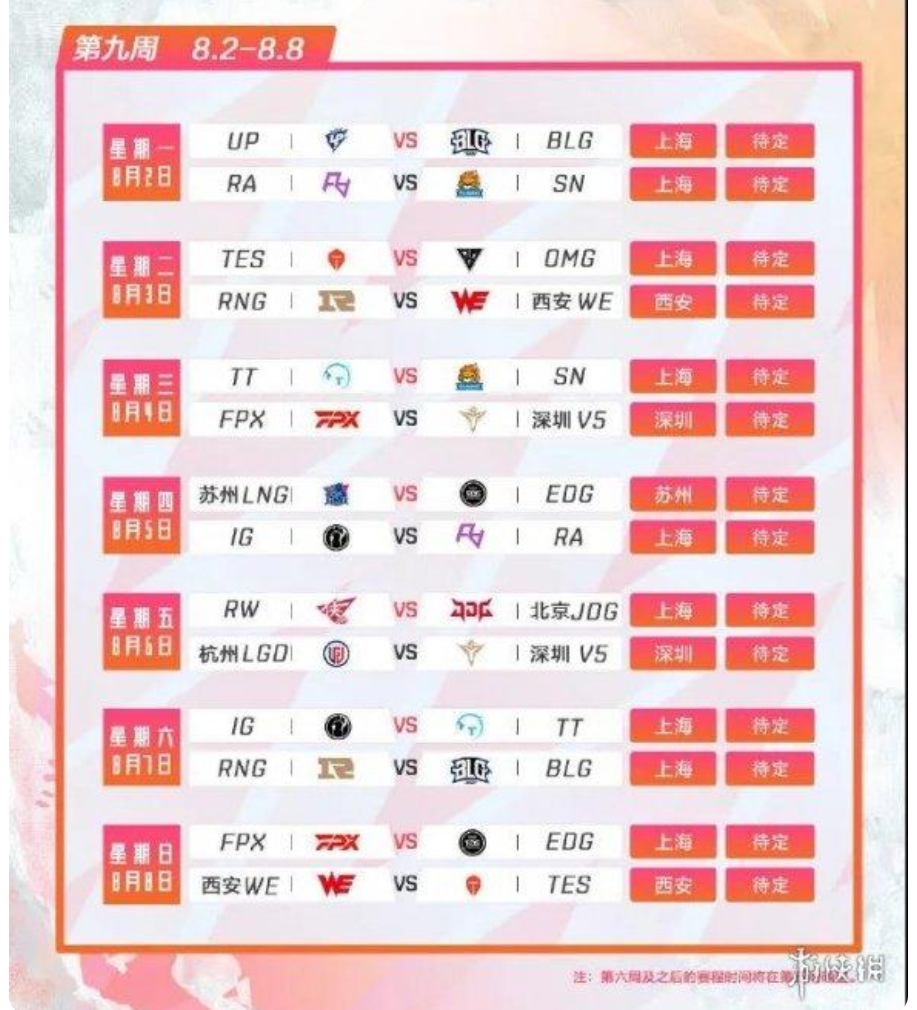 第九周 8.2-8.8
星期一 8月2日
UP VS BLG BLG 上海 待定
RA VS SN 上海 待定
星期二 8月3日
TES VS OMG 上海 待定
RNG VS WE 西安WE 西安 待定
星期三 8月4日
TT VS SN 上海 待定
FPX FPX VS 深圳V5 深圳 待定
星期四 8月5日
苏州LNG VS EDG 苏州 待定
IG VS RA 上海 待定
星期五 8月6日
RW VS JDG 北京JDG 上海 待定
杭州LGD VS 深圳V5 深圳 待定
星期六 8月7日
IG VS TT 上海 待定
RNG VS BLG BLG 上海 待定
星期日 8月8日
FPX FPX VS EDG 上海 待定
西安WE WE VS TES 西安 待定
注：第六周及之后的赛程时间将在第
游侠网